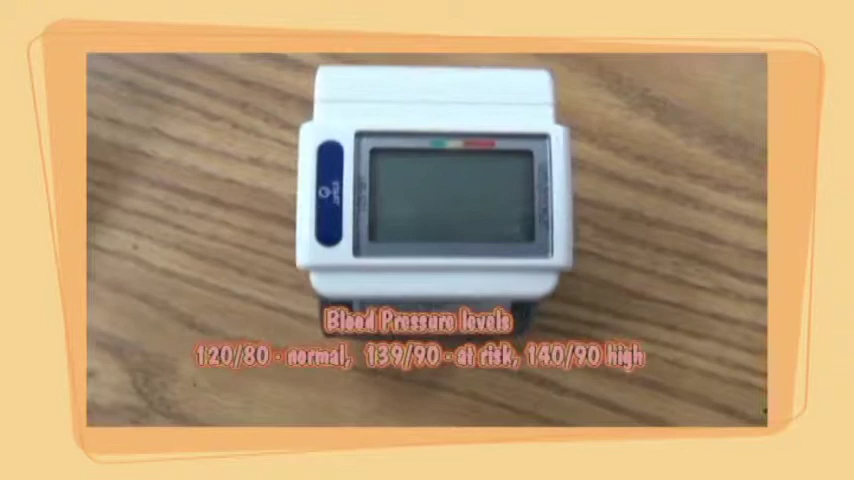 Blood Pressure levels
120/80 - normal,  139/90 - at risk, 140/90 high